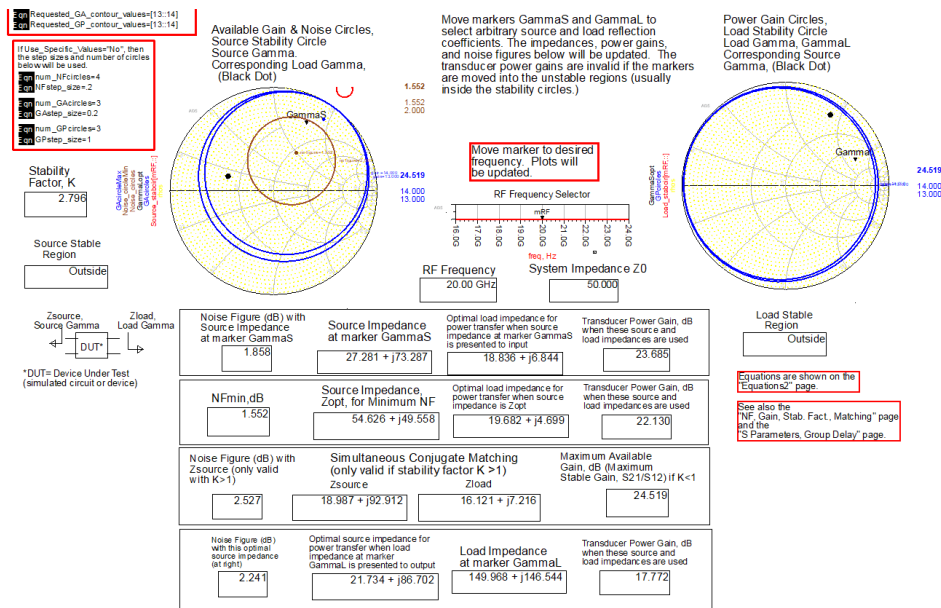 Eqn Requested_GA_contour_values=[13::14]
Eqn Requested_GP_contour_values=[13::14]
If Use_Specific_Values="No", then
the step sizes and number of circles
below will be used.
Eqn num_NFcircles=4
Eqn NFstep_size=.2
Eqn num_GAcircles=3
Eqn GAstep_size=0.2
Eqn num_GPcircles=3
Eqn GPstep_size=1
Stability
Factor, K
2.796
Source Stable
Region
Outside
Available Gain & Noise Circles,
Source Stability Circle
Source Gamma.
Corresponding Load Gamma,
(Black Dot)
GammaS
1.552
1.552
2.000
24.519
14.000
13.000
GAcircleMax
Noise_circleMin
Noise_circles
GammaLopt
GAcircles
Move markers GammaS and GammaL to
select arbitrary source and load reflection
coefficients. The impedances, power gains,
and noise figures below will be updated. The
transducer power gains are invalid if the markers
are moved into the unstable regions (usually
inside the stability circles.)
Move marker to desired
frequency. Plots will
be updated.
RF Frequency Selector
mRF
16.0G
17.0G
18.0G
19.0G
20.0G
21.0G
22.0G
23.0G
24.0G
freq, Hz
RF Frequency
20.00 GHz
System Impedance Z0
50.000
Power Gain Circles,
Load Stability Circle
Load Gamma, GammaL
Corresponding Source
Gamma, (Black Dot)
GammaL
GammaSopt
GPcircles
24.519
14.000
13.000
Load Stable
Region
Outside
Zsource,
Source Gamma
Zload,
Load Gamma
DUT*
*DUT= Device Under Test
(simulated circuit or device)
Noise Figure (dB) with
Source Impedance
at marker GammaS
1.858
Source Impedance
at marker GammaS
27.281 + j73.287
Optimal load impedance for
power transfer when source
impedance at marker GammaS
is presented to input
18.836 + j6.844
Transducer Power Gain, dB
when these source and
load impedances are used
23.685
NFmin,dB
1.552
Source Impedance,
Zopt, for Minimum NF
54.626 + j49.558
Optimal load impedance for
power transfer when source
impedance is Zopt
19.682 + j4.699
Transducer Power Gain, dB
when these source and
load impedances are used
22.130
Noise Figure (dB) with
Zsource (only valid
with K>1)
2.527
Simultaneous Conjugate Matching
(only valid if stability factor K >1)
Zsource
18.987 + j92.912
Zload
16.121 + j7.216
Maximum Available
Gain, dB (Maximum
Stable Gain, S21/S12) if K<1
24.519
Noise Figure (dB)
with this optimal
source impedance
(at right)
2.241
Optimal source impedance for
power transfer when load
impedance at marker
GammaL is presented to output
21.734 + j86.702
Load Impedance
at marker GammaL
149.968 + j146.544
Transducer Power Gain, dB
when these source and
load impedances are used
17.772
Equations are shown on the
"Equations2" page.
See also the
"NF, Gain, Stab. Fact., Matching" page
and the
"S Parameters, Group Delay" page.